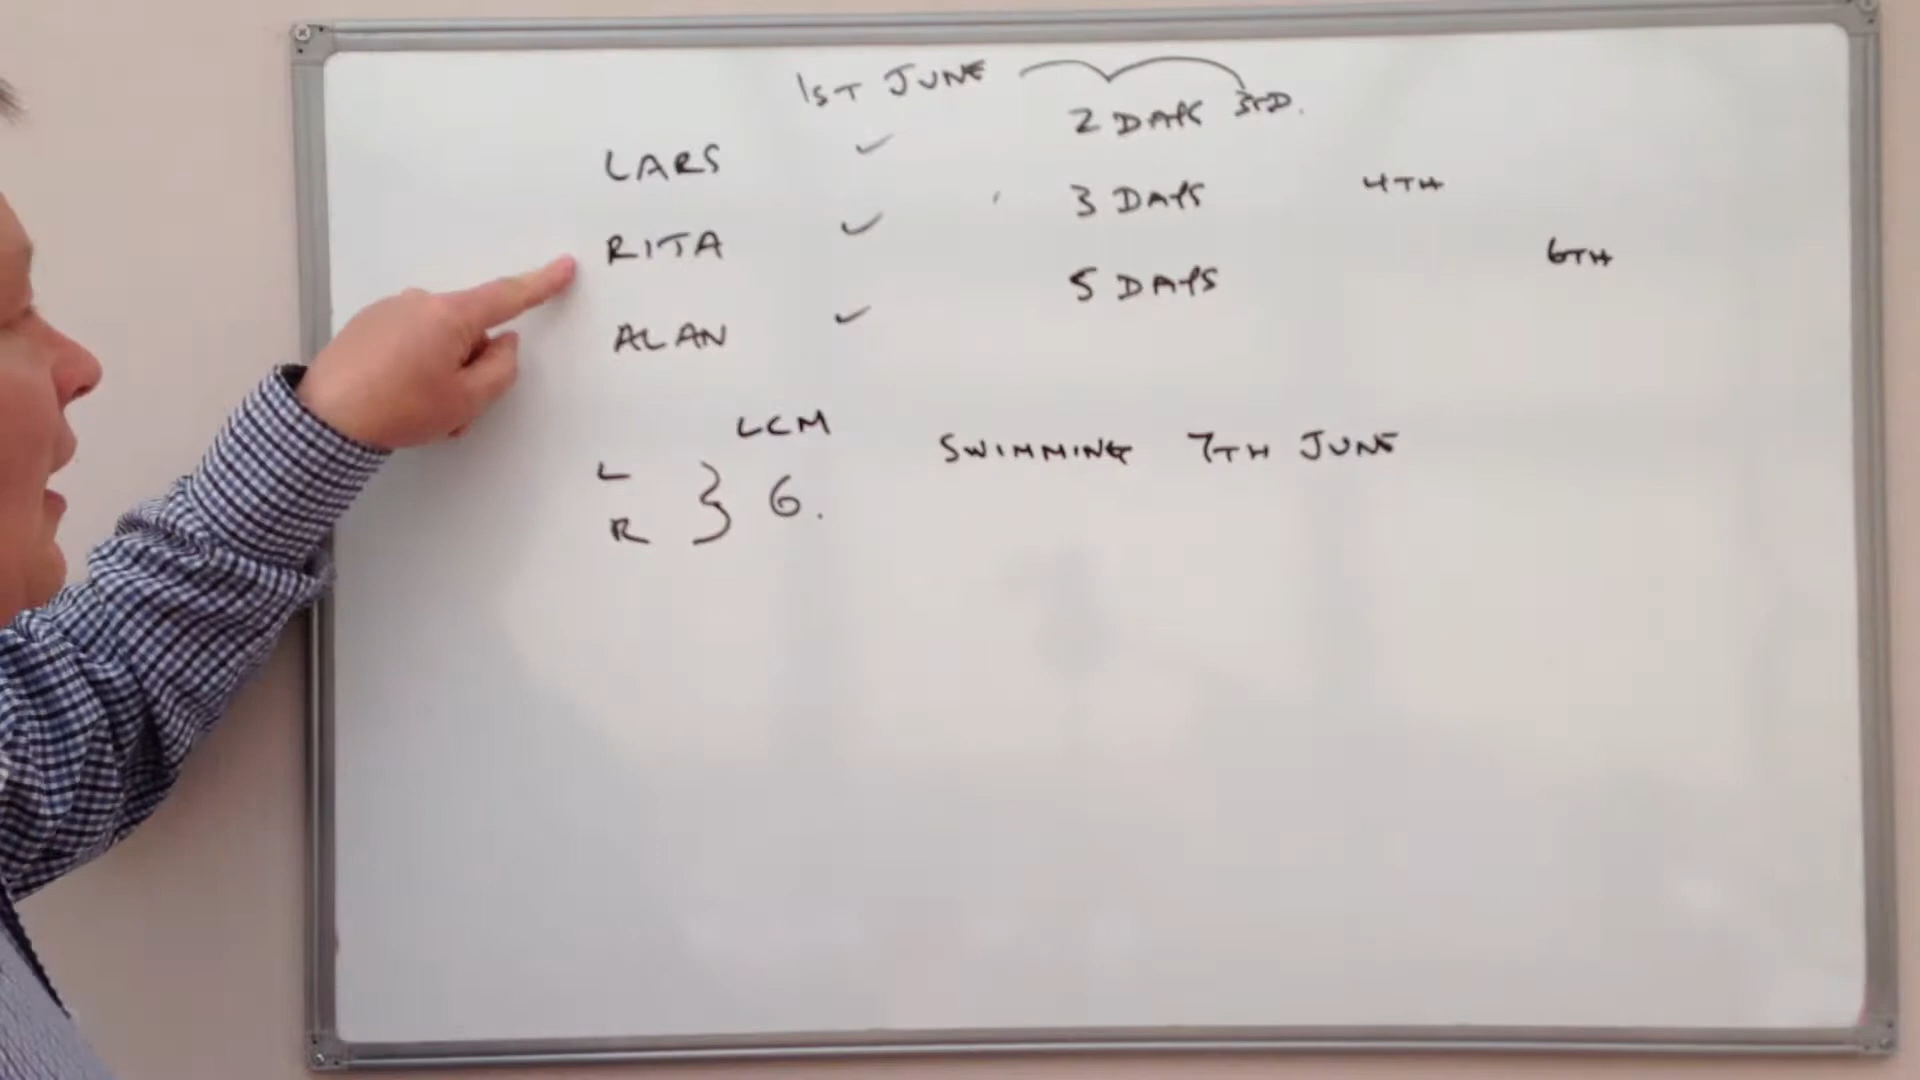 1ST JUNE
LARS ✓ 2 DAYS 3RD.
RITA ✓ 3 DAYS 4TH
ALAN ✓ 5 DAYS 6TH
LCM
L
R } 6.
SWIMMING 7TH JUNE